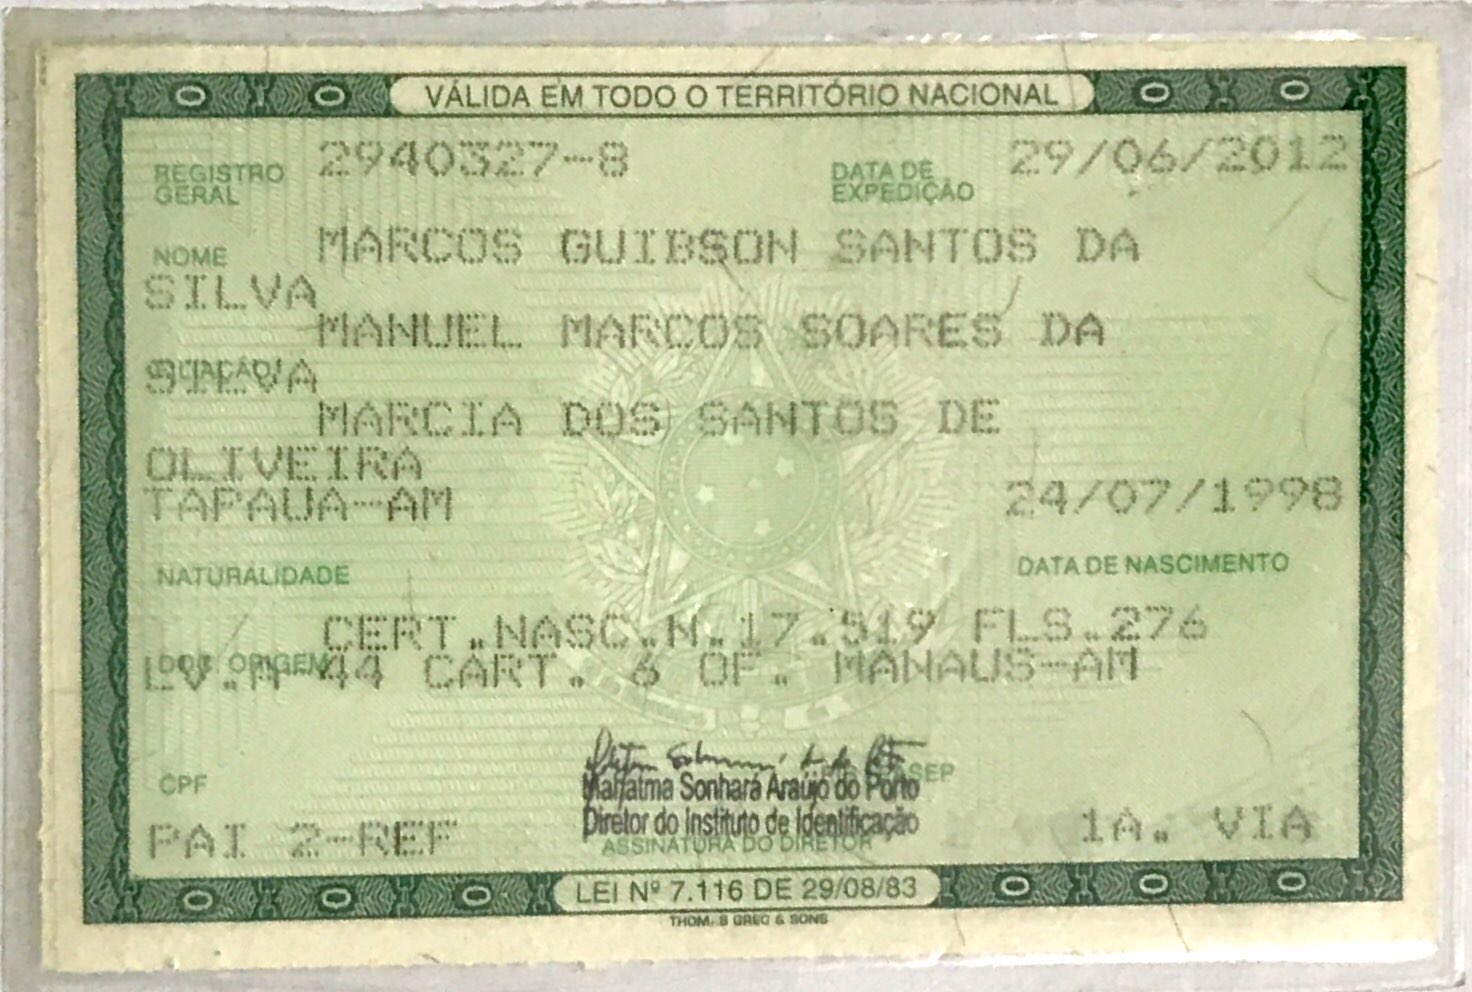 VÁLIDA EM TODO O TERRITÓRIO NACIONAL
REGISTRO GERAL 2940327-8 DATA DE EXPEDIÇÃO 29/06/2012
NOME MARCOS GUIBSON SANTOS DA
SILVA
MANUEL MARCOS SOARES DA
FILIAÇÃO SILVA
MARCIA DOS SANTOS DE
OLIVEIRA
TAPAUA-AM 24/07/1998
NATURALIDADE DATA DE NASCIMENTO
CERT.NASC.N.17.519 FLS.276
DOC. ORIGEM LV.A 44 CART. 6 OF. MANAUS-AM
CPF
Mahatma Sonhará Araújo do Porto
PAI 2-REF Diretor do Instituto de Identificação 1A. VIA
ASSINATURA DO DIRETOR
LEI Nº 7.116 DE 29/08/83